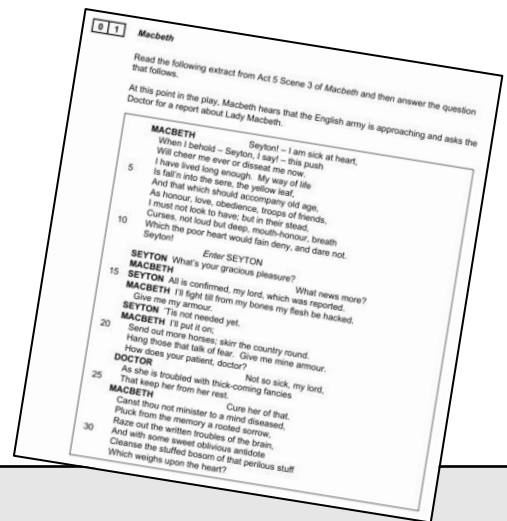 0 1 Macbeth
Read the following extract from Act 5 Scene 3 of Macbeth and then answer the question
that follows.
At this point in the play, Macbeth hears that the English army is approaching and asks the
Doctor for a report about Lady Macbeth.
MACBETH
Seyton! – I am sick at heart,
When I behold – Seyton, I say! – this push
Will cheer me ever or disseat me now.
I have lived long enough. My way of life
5 Is fall'n into the sere, the yellow leaf,
And that which should accompany old age,
As honour, love, obedience, troops of friends,
I must not look to have; but in their stead,
Curses, not loud but deep, mouth-honour, breath
10 Which the poor heart would fain deny, and dare not.
Seyton!
Enter SEYTON
SEYTON What's your gracious pleasure?
MACBETH What news more?
15 SEYTON All is confirmed, my lord, which was reported.
MACBETH I'll fight till from my bones my flesh be hacked.
Give me my armour.
SEYTON 'Tis not needed yet.
MACBETH I'll put it on;
20 Send out more horses; skirr the country round.
Hang those that talk of fear. Give me mine armour.
How does your patient, doctor?
DOCTOR Not so sick, my lord,
As she is troubled with thick-coming fancies
25 That keep her from her rest.
MACBETH Cure her of that.
Canst thou not minister to a mind diseased,
Pluck from the memory a rooted sorrow,
Raze out the written troubles of the brain,
30 And with some sweet oblivious antidote
Cleanse the stuffed bosom of that perilous stuff
Which weighs upon the heart?